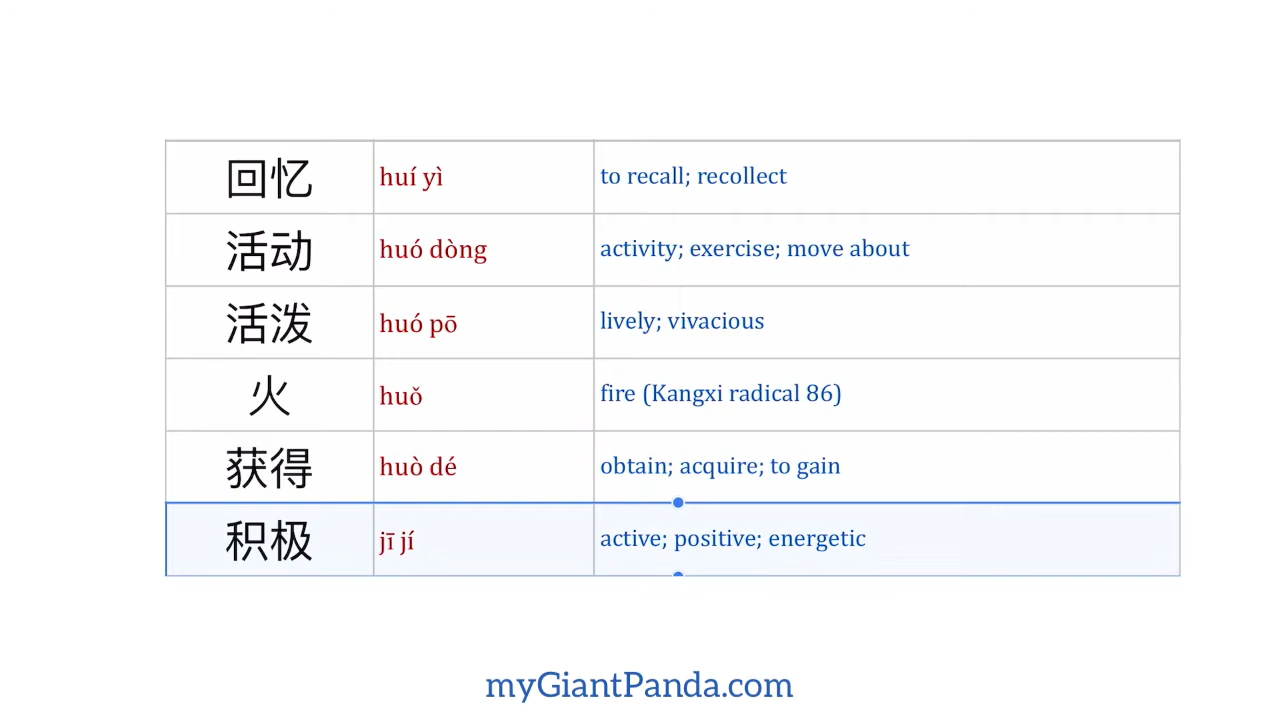 回忆 huí yì to recall; recollect
活动 huó dòng activity; exercise; move about
活泼 huó pō lively; vivacious
火 huǒ fire (Kangxi radical 86)
获得 huò dé obtain; acquire; to gain
积极 jī jí active; positive; energetic
myGiantPanda.com